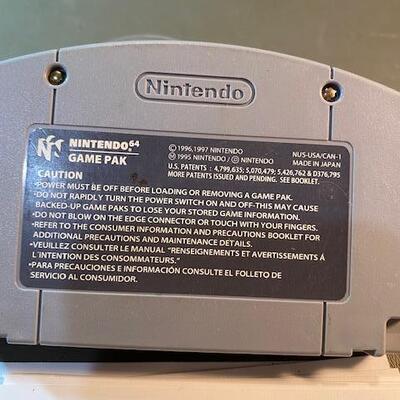 Nintendo
NINTENDO64
GAME PAK
© 1996,1997 NINTENDO
Ⓜ 1995 NINTENDO / Ⓓ NINTENDO
NUS-USA/CAN-1
MADE IN JAPAN
U.S. PATENTS : 4,799,635; 5,070,479; 5,426,762 & D376,795
MORE PATENTS ISSUED AND PENDING. SEE BOOKLET.
CAUTION
•POWER MUST BE OFF BEFORE LOADING OR REMOVING A GAME PAK.
•DO NOT RAPIDLY TURN THE POWER SWITCH ON AND OFF-THIS MAY CAUSE
BACKED-UP GAME PAKS TO LOSE YOUR STORED GAME INFORMATION.
•DO NOT BLOW ON THE EDGE CONNECTOR OR TOUCH WITH YOUR FINGERS.
•REFER TO THE CONSUMER INFORMATION AND PRECAUTIONS BOOKLET FOR
ADDITIONAL PRECAUTIONS AND MAINTENANCE DETAILS.
•VEUILLEZ CONSULTER LE MANUAL "RENSEIGNEMENTS ET AVERTISSEMENTS À
L'INTENTION DES CONSOMMATEURS."
•PARA PRECAUCIONES E INFORMACIÓN CONSULTE EL FOLLETO DE
SERVICIO AL CONSUMIDOR.